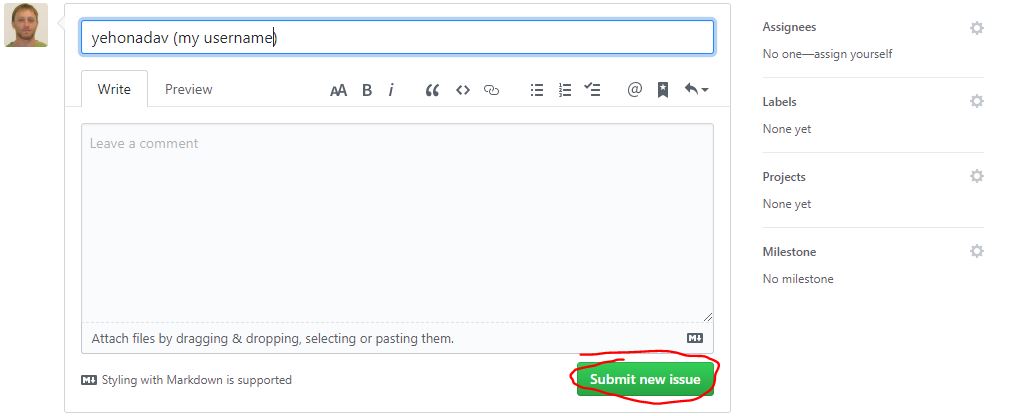 yehonadav (my username)
Write Preview AA B i @
Leave a comment
Attach files by dragging & dropping, selecting or pasting them.
Styling with Markdown is supported
Submit new issue
Assignees
No one—assign yourself
Labels
None yet
Projects
None yet
Milestone
No milestone